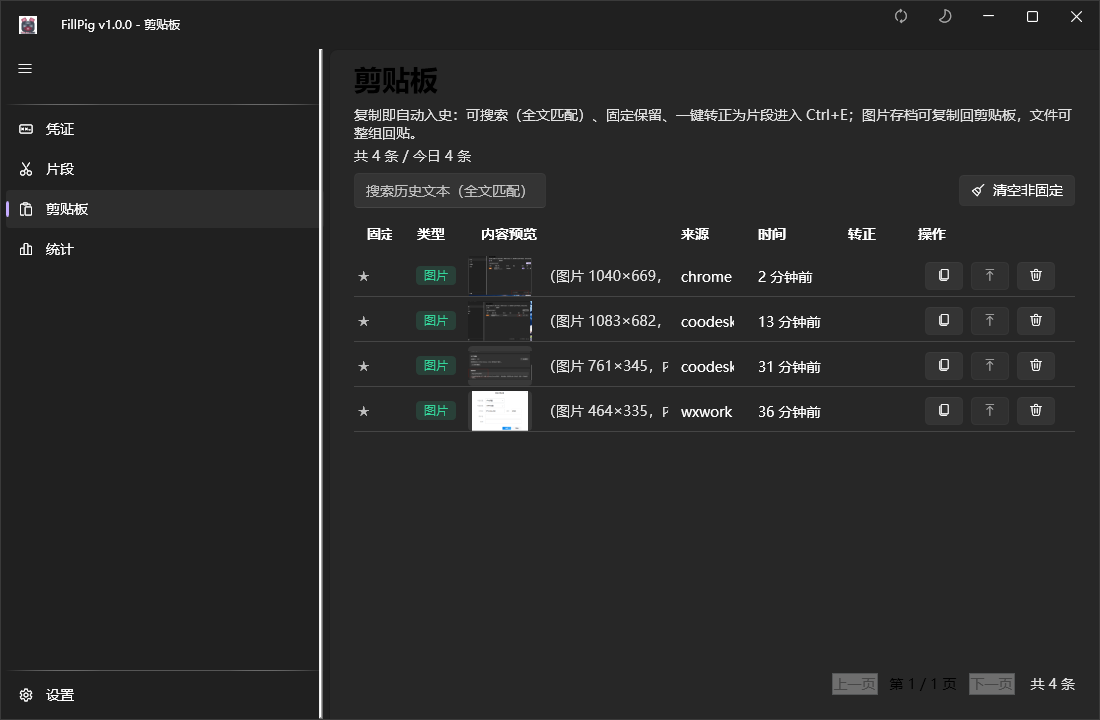 FillPig v1.0.0 - 剪贴板
凭证
片段
剪贴板
统计
设置
剪贴板
复制即自动入史：可搜索（全文匹配）、固定保留、一键转正为片段进入 Ctrl+E；图片存档可复制回剪贴板，文件可
整组回贴。
共 4 条 / 今日 4 条
搜索历史文本（全文匹配）
清空非固定
固定 类型 内容预览 来源 时间 转正 操作
★ 图片 （图片 1040×669， chrome 2 分钟前
★ 图片 （图片 1083×682， coodesk 13 分钟前
★ 图片 （图片 761×345，P coodesk 31 分钟前
★ 图片 （图片 464×335，P wxwork 36 分钟前
上一页 第 1 / 1 页 下一页 共 4 条